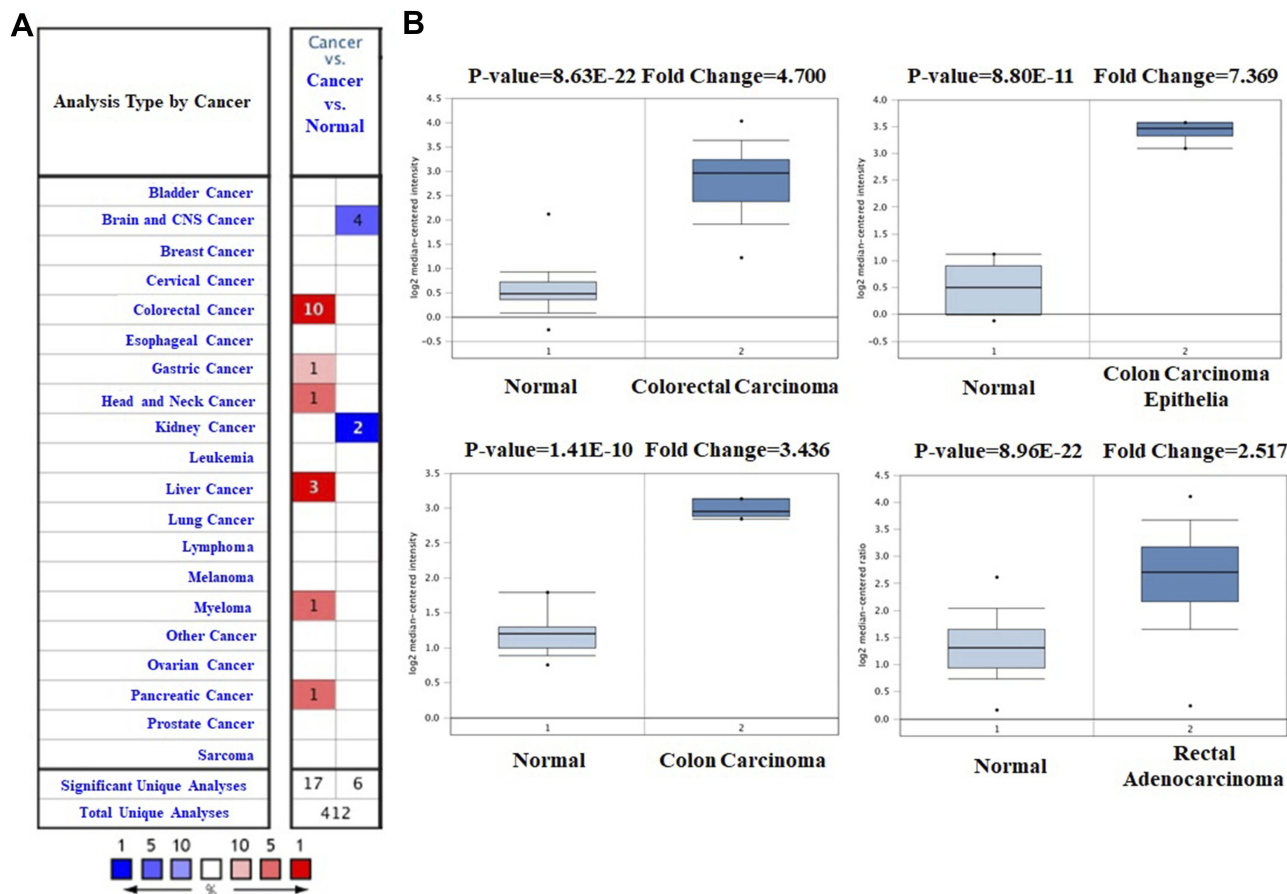 A
Analysis Type by Cancer
Cancer
vs.
Cancer
vs.
Normal
Bladder Cancer
Brain and CNS Cancer 4
Breast Cancer
Cervical Cancer
Colorectal Cancer 10
Esophageal Cancer
Gastric Cancer 1
Head and Neck Cancer 1
Kidney Cancer 2
Leukemia
Liver Cancer 3
Lung Cancer
Lymphoma
Melanoma
Myeloma 1
Other Cancer
Ovarian Cancer
Pancreatic Cancer 1
Prostate Cancer
Sarcoma
Significant Unique Analyses 17 6
Total Unique Analyses 412
1 5 10 10 5 1
%
B
P-value=8.63E-22 Fold Change=4.700
log2 median-centered intensity
4.5
4.0
3.5
3.0
2.5
2.0
1.5
1.0
0.5
0.0
-0.5
1 2
Normal Colorectal Carcinoma
P-value=8.80E-11 Fold Change=7.369
log2 median-centered intensity
4.0
3.5
3.0
2.5
2.0
1.5
1.0
0.5
0.0
-0.5
1 2
Normal Colon Carcinoma
Epithelia
P-value=1.41E-10 Fold Change=3.436
log2 median-centered intensity
3.5
3.0
2.5
2.0
1.5
1.0
0.5
0.0
1 2
Normal Colon Carcinoma
P-value=8.96E-22 Fold Change=2.517
log2 median-centered ratio
4.5
4.0
3.5
3.0
2.5
2.0
1.5
1.0
0.5
0.0
1 2
Normal Rectal
Adenocarcinoma